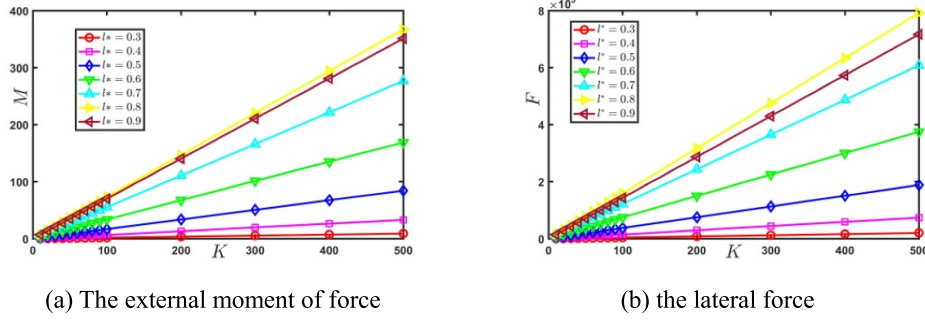 400
300
200
100
0
M
l* = 0.3
l* = 0.4
l* = 0.5
l* = 0.6
l* = 0.7
l* = 0.8
l* = 0.9
0 100 200 300 400 500
K
(a) The external moment of force
8
6
4
2
0
F
l* = 0.3
l* = 0.4
l* = 0.5
l* = 0.6
l* = 0.7
l* = 0.8
l* = 0.9
0 100 200 300 400 500
K
(b) the lateral force